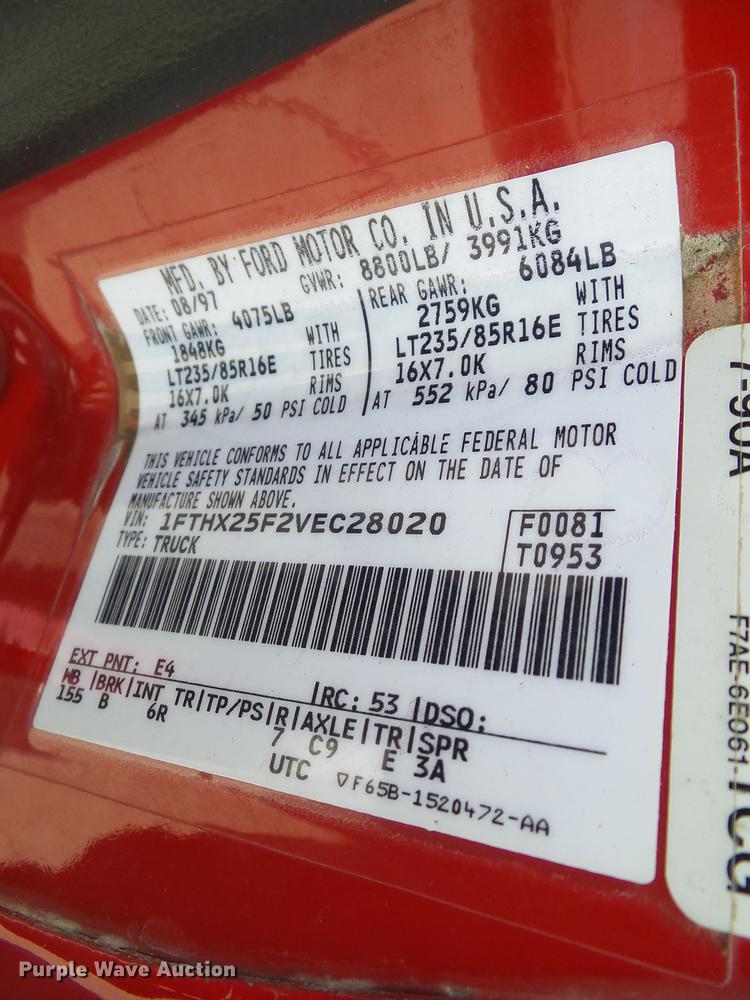 MFD. BY FORD MOTOR CO. IN U.S.A.
DATE: 08/97 GVWR: 8800LB/ 3991KG
FRONT GAWR: 4075LB REAR GAWR: 6084LB
1848KG WITH 2759KG WITH
LT235/85R16E TIRES LT235/85R16E TIRES
16X7.0K RIMS 16X7.0K RIMS
AT 345 kPa/ 50 PSI COLD AT 552 kPa/ 80 PSI COLD
THIS VEHICLE CONFORMS TO ALL APPLICABLE FEDERAL MOTOR
VEHICLE SAFETY STANDARDS IN EFFECT ON THE DATE OF
MANUFACTURE SHOWN ABOVE.
VIN: 1FTHX25F2VEC28020 F0081
TYPE: TRUCK T0953
EXT PNT: E4 RC: 53 DSO:
WB BRK INT TR TP/PS R AXLE TR SPR
155 B 6R 7 C9 E 3A
UTC ▽F65B-1520472-AA
7-90A
F7AE-6E061-
Purple Wave Auction